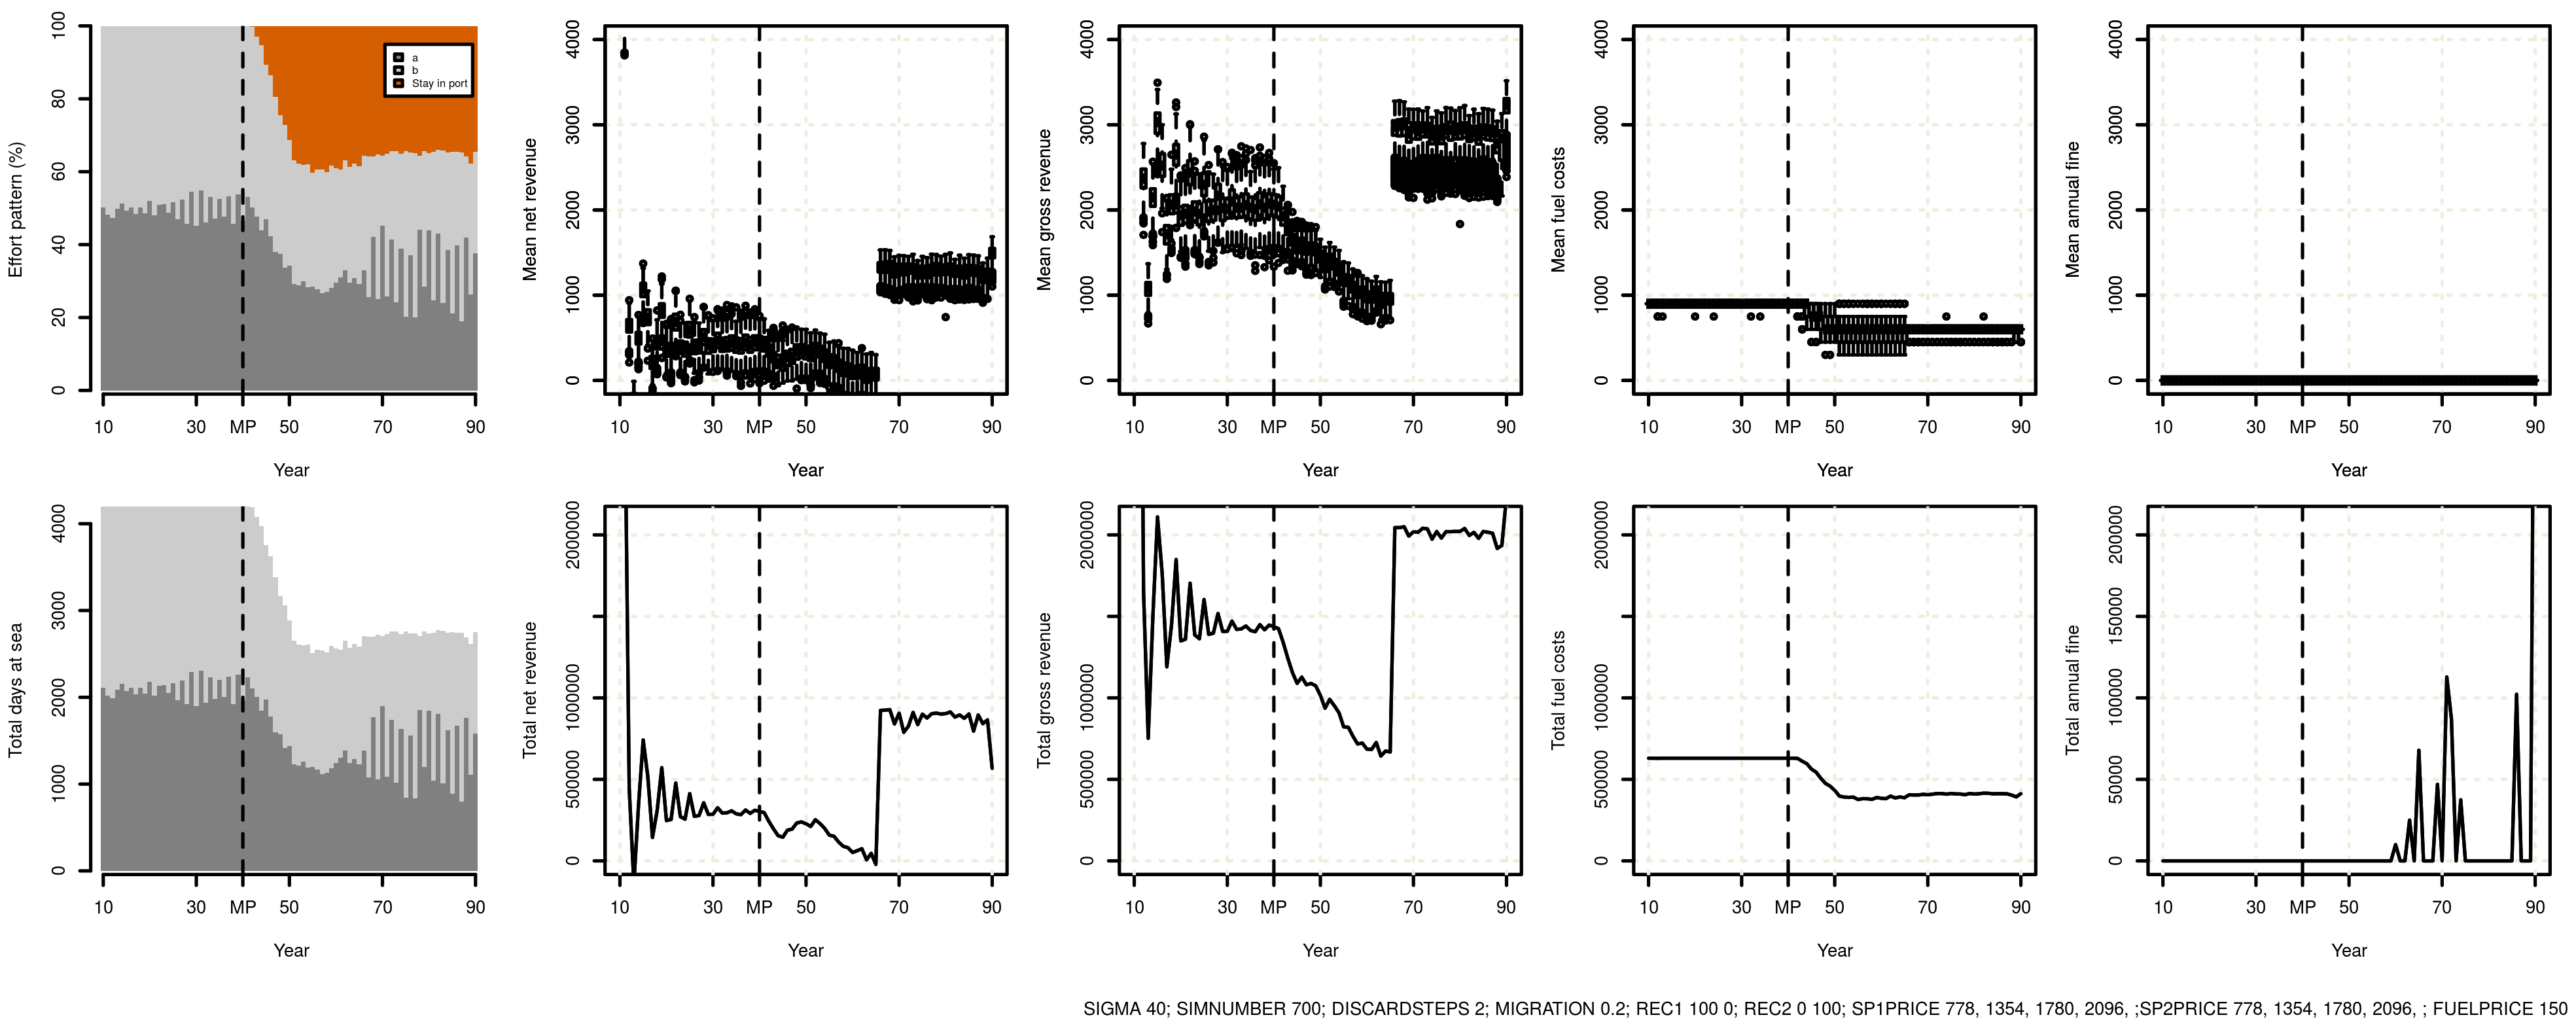 Effort pattern (%)
0 20 40 60 80 100
a
b
Stay in port
10 30 MP 50 70 90
Year
Mean net revenue
0 1000 2000 3000 4000
10 30 MP 50 70 90
Year
Mean gross revenue
0 1000 2000 3000 4000
10 30 MP 50 70 90
Year
Mean fuel costs
0 1000 2000 3000 4000
10 30 MP 50 70 90
Year
Mean annual fine
0 1000 2000 3000 4000
10 30 MP 50 70 90
Year
Total days at sea
0 1000 2000 3000 4000
10 30 MP 50 70 90
Year
Total net revenue
0 500000 1000000 2000000
10 30 MP 50 70 90
Year
Total gross revenue
0 500000 1000000 2000000
10 30 MP 50 70 90
Year
Total fuel costs
0 500000 1000000 2000000
10 30 MP 50 70 90
Year
Total annual fine
0 50000 100000 150000 200000
10 30 MP 50 70 90
Year
SIGMA 40; SIMNUMBER 700; DISCARDSTEPS 2; MIGRATION 0.2; REC1 100 0; REC2 0 100; SP1PRICE 778, 1354, 1780, 2096, ;SP2PRICE 778, 1354, 1780, 2096, ; FUELPRICE 150